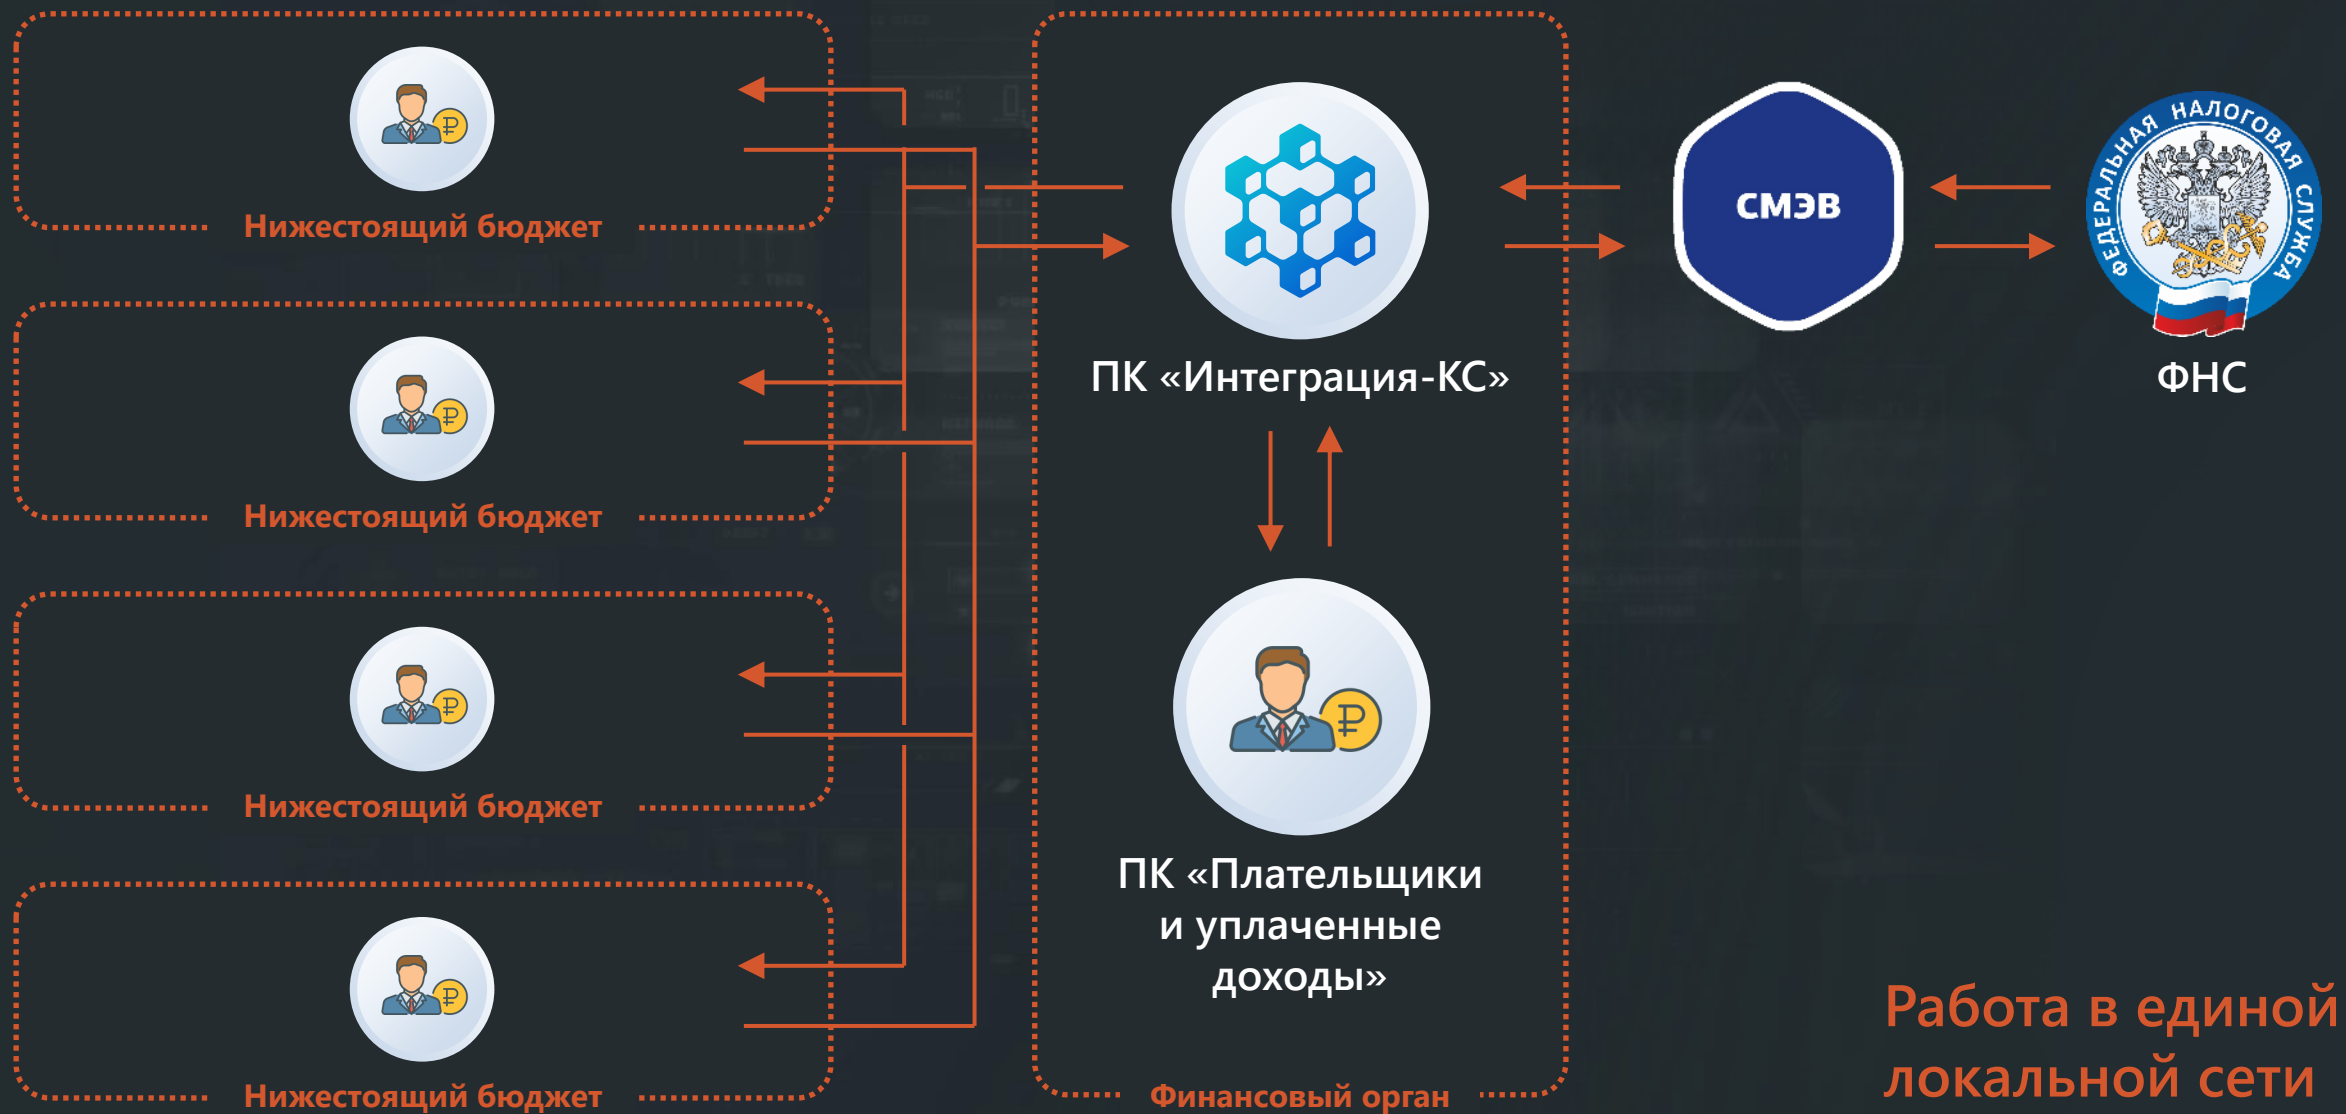 Нижестоящий бюджет
Нижестоящий бюджет
Нижестоящий бюджет
Нижестоящий бюджет
ПК «Интеграция-КС»
ПК «Плательщики
и уплаченные
доходы»
Финансовый орган
СМЭВ
ФЕДЕРАЛЬНАЯ НАЛОГОВАЯ СЛУЖБА
ФНС
Работа в единой
локальной сети